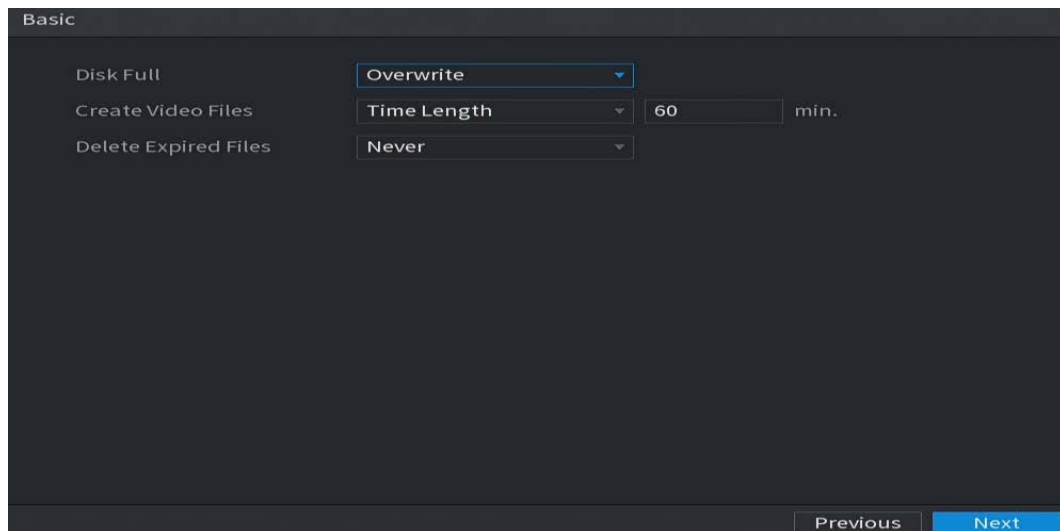 Basic
Disk Full Overwrite
Create Video Files Time Length 60 min.
Delete Expired Files Never
Previous Next